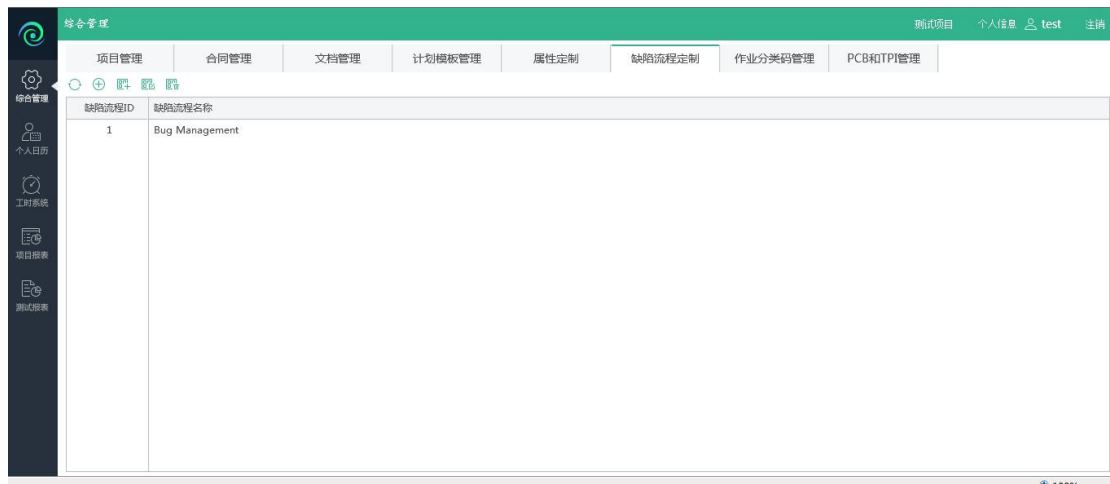 综合管理 测试项目 个人信息 test 注销
项目管理 合同管理 文档管理 计划模板管理 属性定制 缺陷流程定制 作业分类码管理 PCB和TPI管理
综合管理
缺陷流程ID 缺陷流程名称
1 Bug Management
个人日历
工时系统
项目报表
测试报表